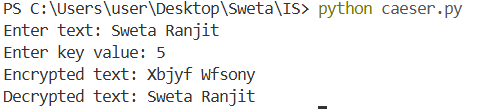 PS C:\Users\user\Desktop\Sweta\IS> python caeser.py
Enter text: Sweta Ranjit
Enter key value: 5
Encrypted text: Xbjyf Wfsony
Decrypted text: Sweta Ranjit